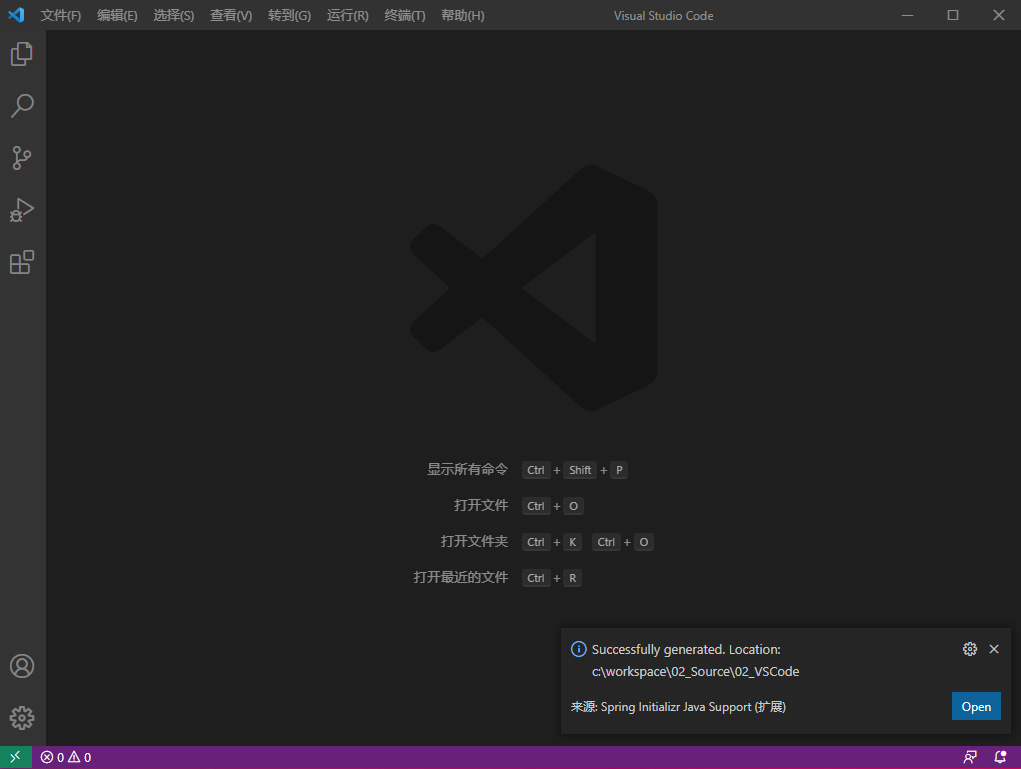 文件(F) 编辑(E) 选择(S) 查看(V) 转到(G) 运行(R) 终端(T) 帮助(H) Visual Studio Code
显示所有命令 Ctrl + Shift + P
打开文件 Ctrl + O
打开文件夹 Ctrl + K Ctrl + O
打开最近的文件 Ctrl + R
Successfully generated. Location:
c:\workspace\02_Source\02_VSCode
来源: Spring Initializr Java Support (扩展) Open
0 0